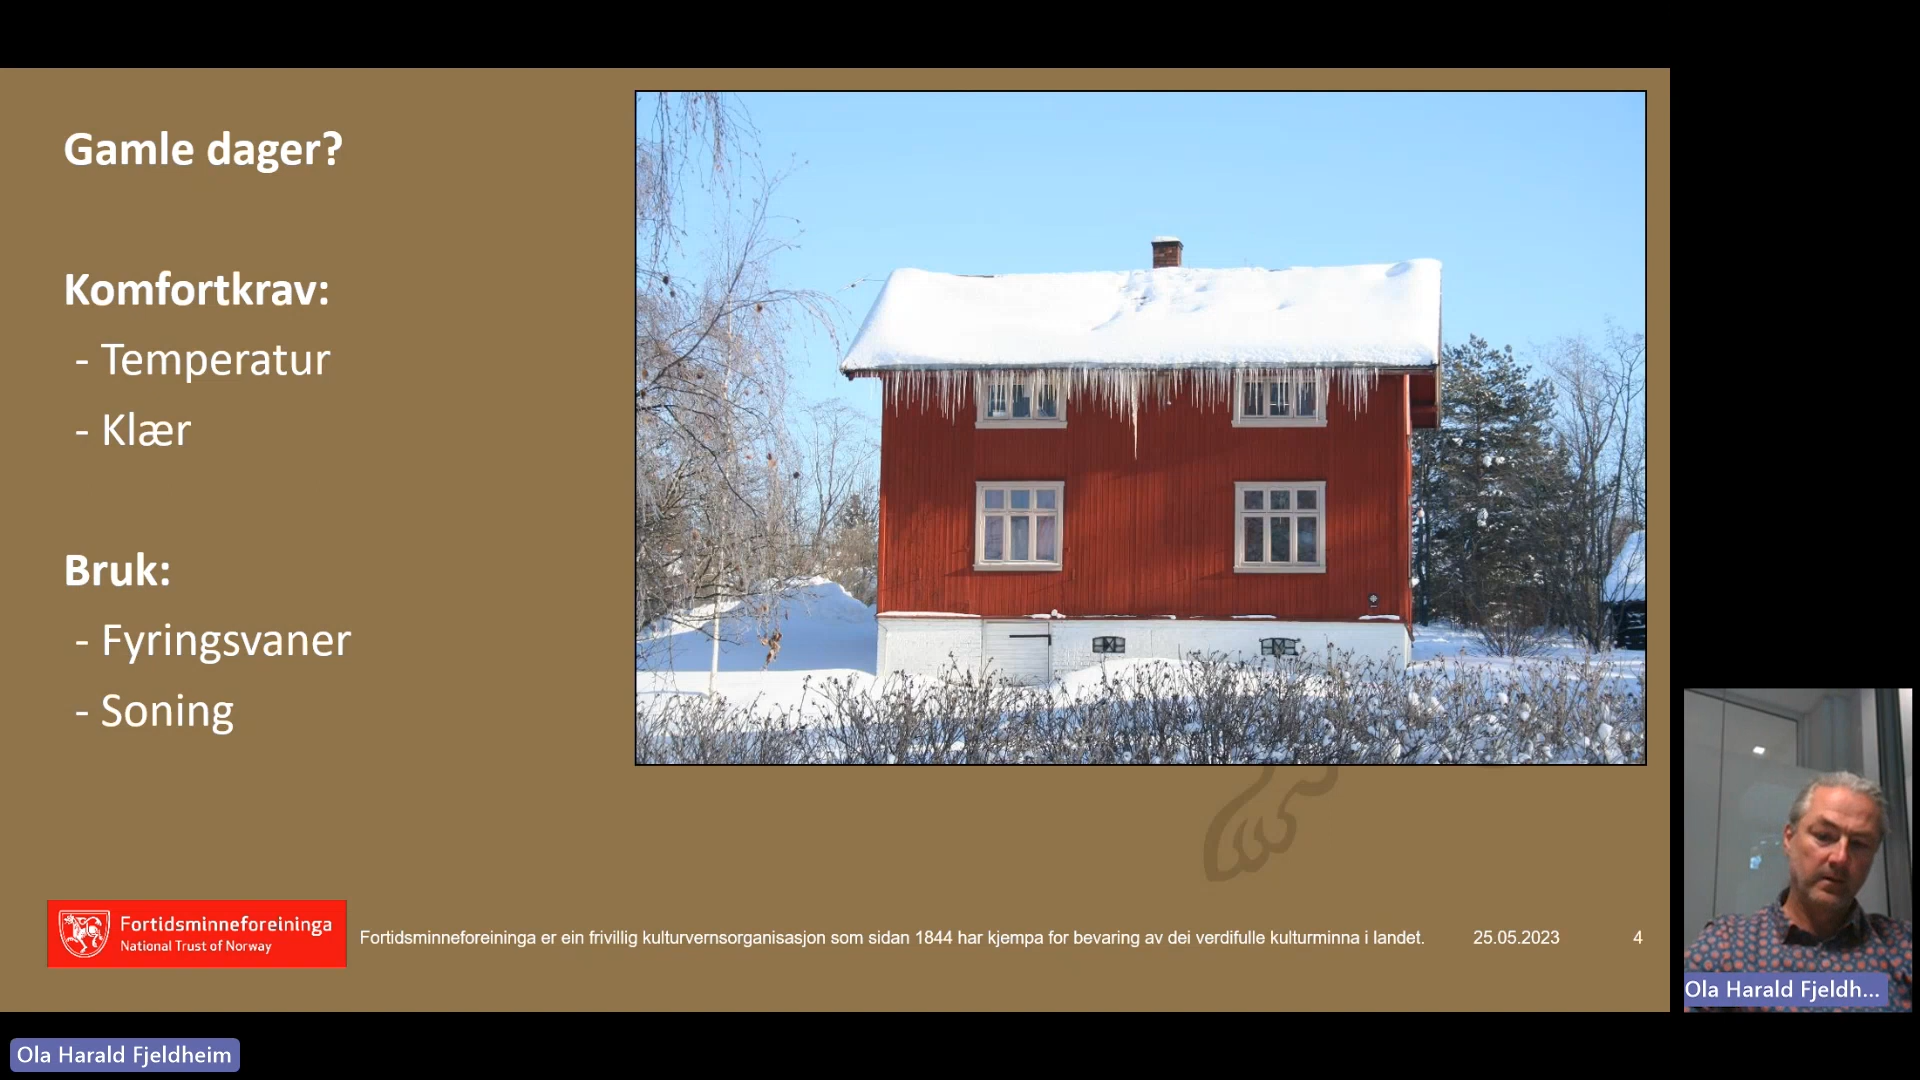 Gamle dager?
Komfortkrav:
- Temperatur
- Klær
Bruk:
- Fyringsvaner
- Soning
Fortidsminneforeininga
National Trust of Norway
Fortidsminneforeininga er ein frivillig kulturvernsorganisasjon som sidan 1844 har kjempa for bevaring av dei verdifulle kulturminna i landet.
25.05.2023
4
Ola Harald Fjeldh...
Ola Harald Fjeldheim